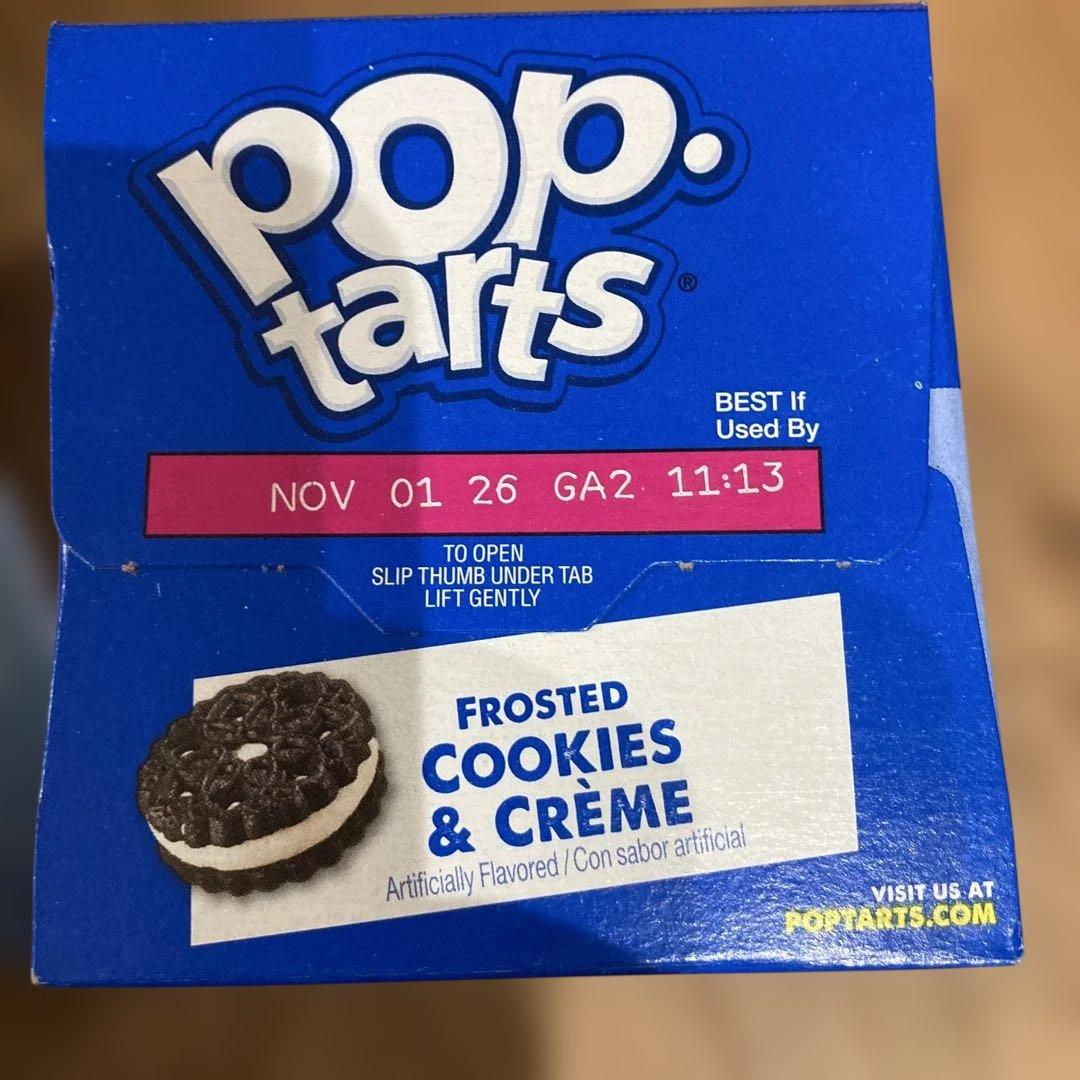 pop.
tarts®
BEST If
Used By
NOV 01 26 GA2 11:13
TO OPEN
SLIP THUMB UNDER TAB
LIFT GENTLY
FROSTED
COOKIES
& CRÈME
Artificially Flavored / Con sabor artificial
VISIT US AT
POPTARTS.COM